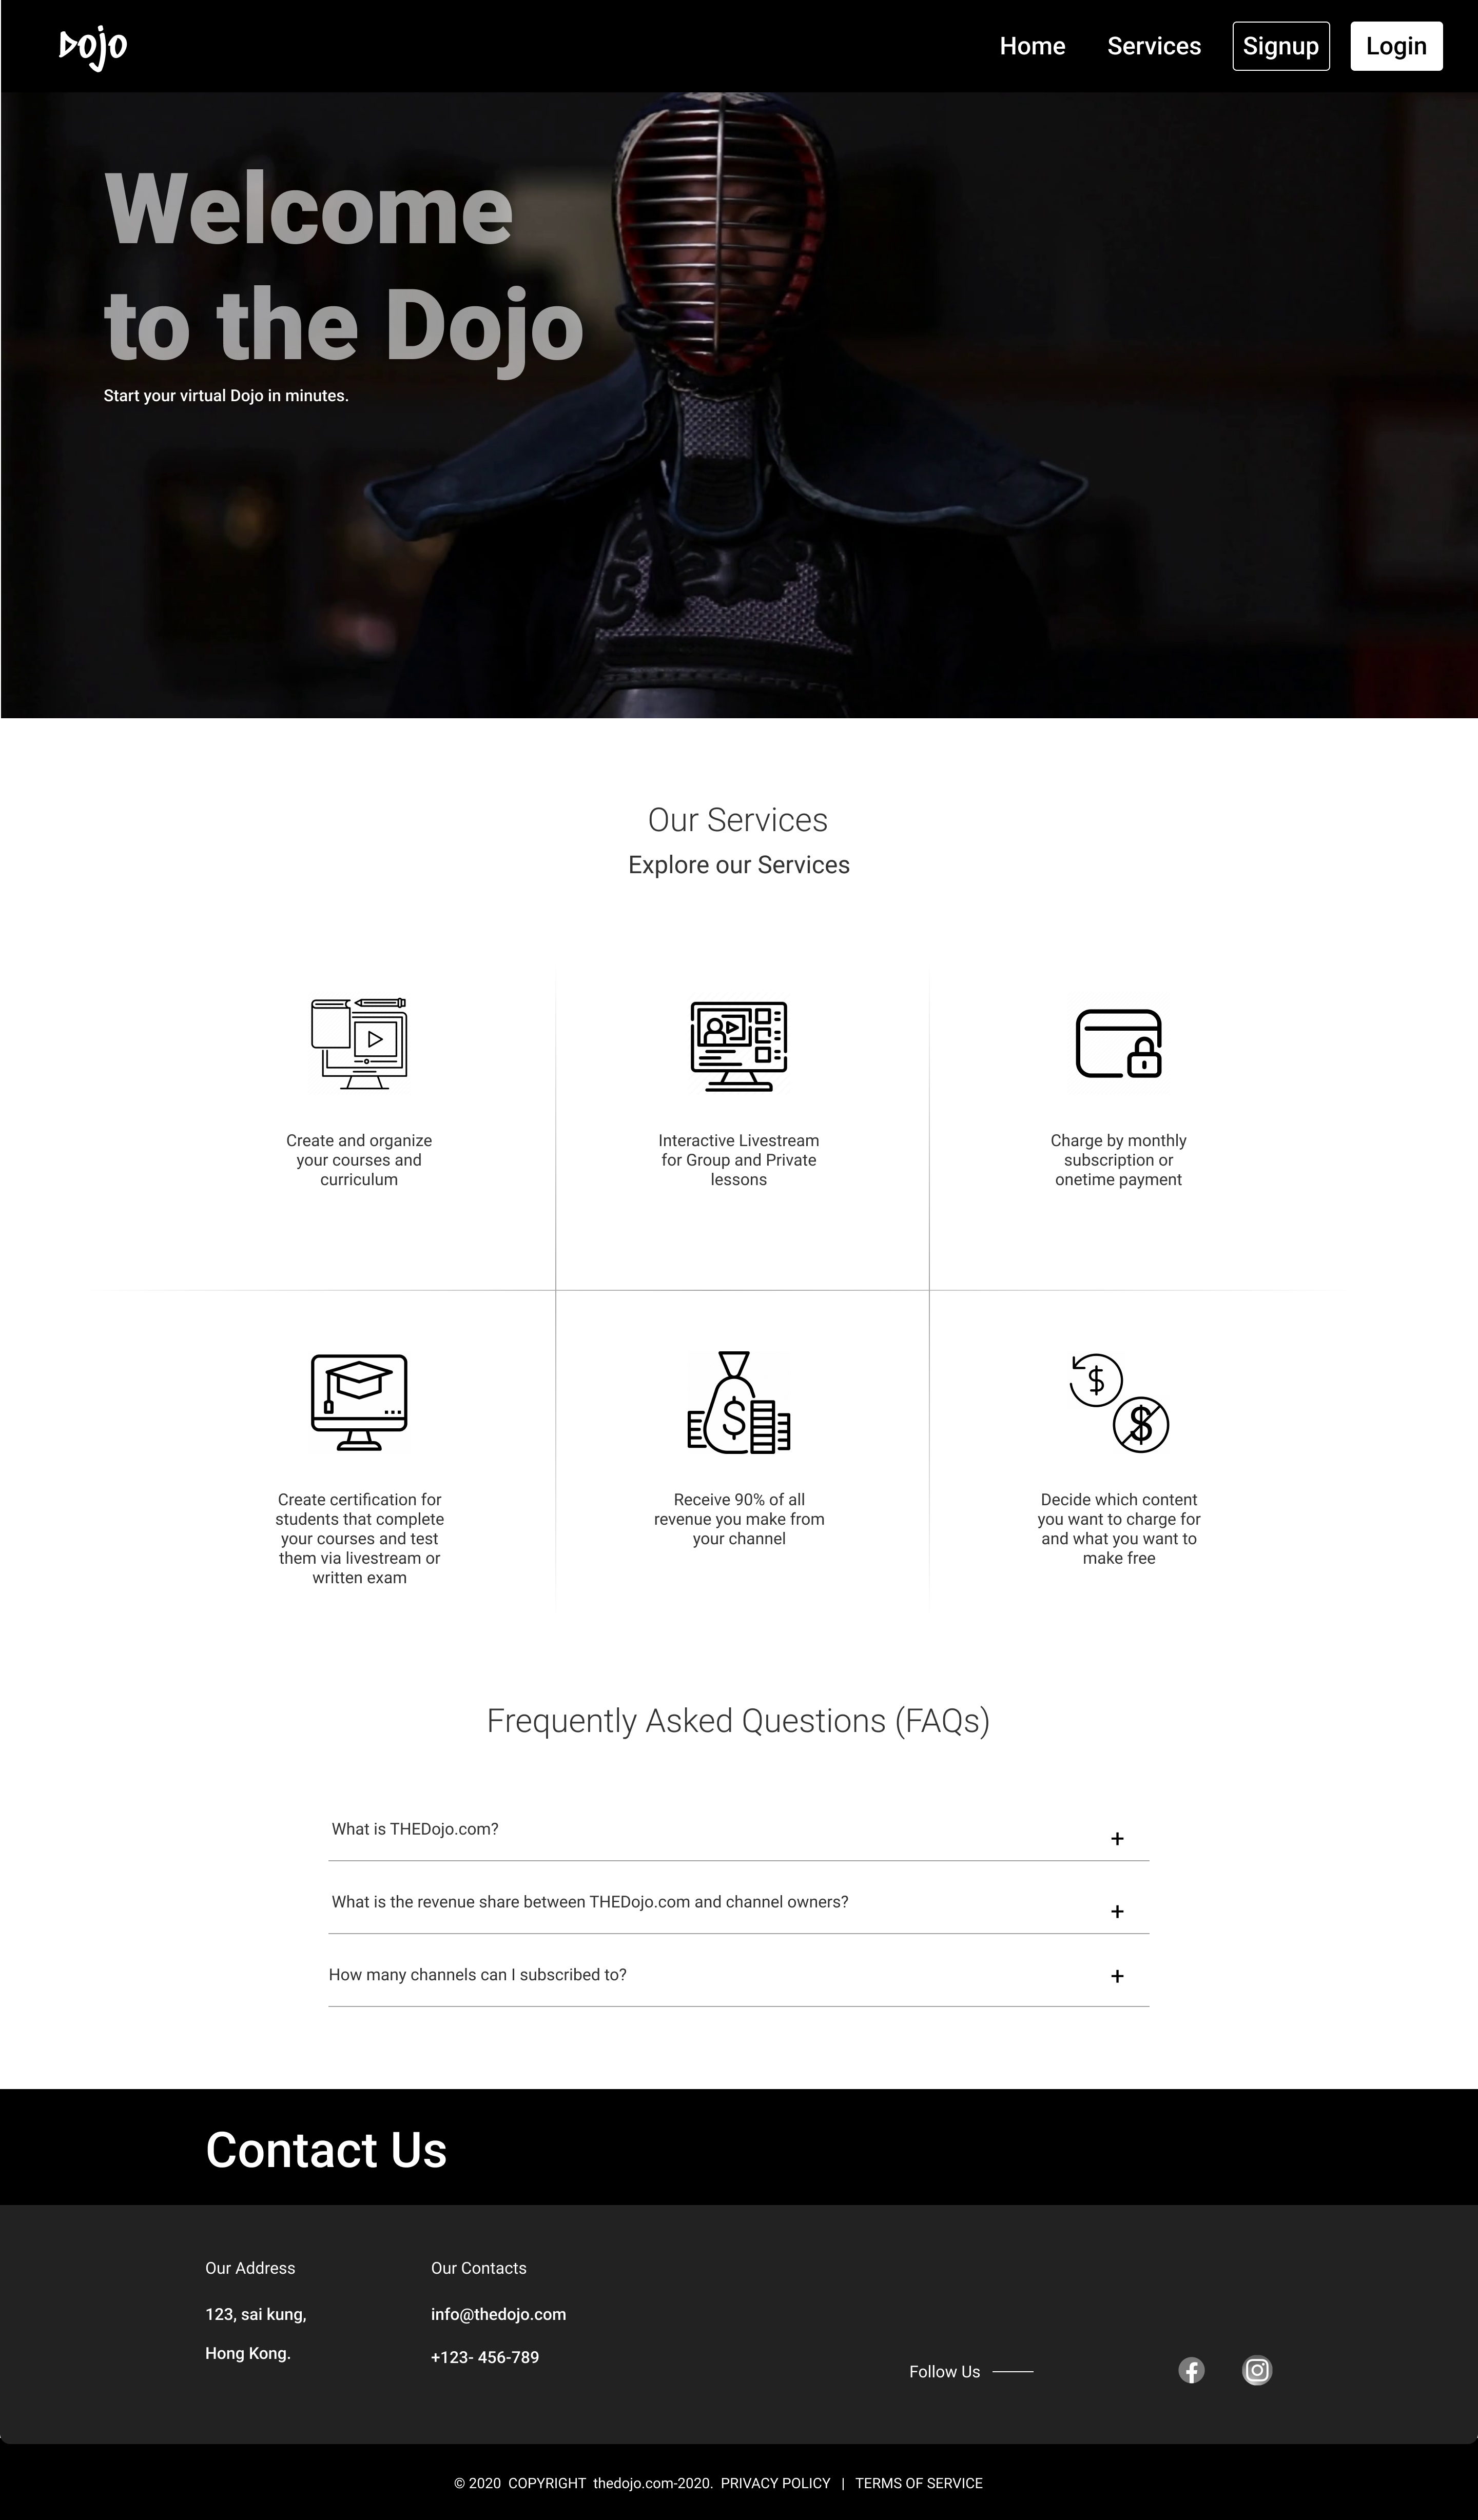 Dojo
Home Services Signup Login
Welcome
to the Dojo
Start your virtual Dojo in minutes.
Our Services
Explore our Services
Create and organize
your courses and
curriculum
Interactive Livestream
for Group and Private
lessons
Charge by monthly
subscription or
onetime payment
Create certification for
students that complete
your courses and test
them via livestream or
written exam
Receive 90% of all
revenue you make from
your channel
Decide which content
you want to charge for
and what you want to
make free
Frequently Asked Questions (FAQs)
What is THEDojo.com? +
What is the revenue share between THEDojo.com and channel owners? +
How many channels can I subscribed to? +
Contact Us
Our Address
123, sai kung,
Hong Kong.
Our Contacts
info@thedojo.com
+123- 456-789
Follow Us
© 2020 COPYRIGHT thedojo.com-2020. PRIVACY POLICY | TERMS OF SERVICE